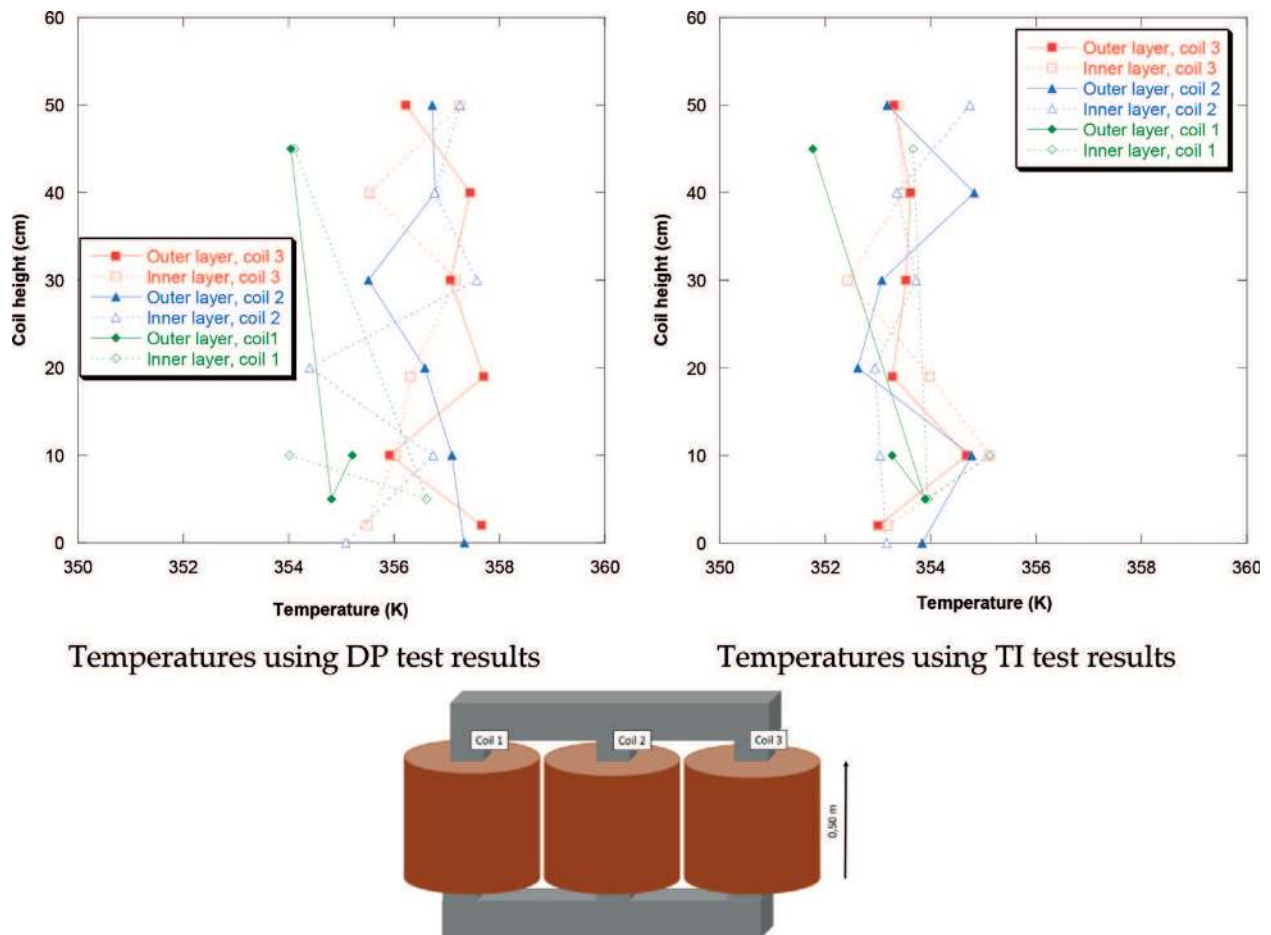 60
50
40
30
20
10
0
Coil height (cm)
Outer layer, coil 3
Inner layer, coil 3
Outer layer, coil 2
Inner layer, coil 2
Outer layer, coil1
Inner layer, coil 1
350 352 354 356 358 360
Temperature (K)
60
50
40
30
20
10
0
Coil height (cm)
Outer layer, coil 3
Inner layer, coil 3
Outer layer, coil 2
Inner layer, coil 2
Outer layer, coil 1
Inner layer, coil 1
350 352 354 356 358 360
Temperature (K)
Temperatures using DP test results
Temperatures using TI test results
Coil 1 Coil 2 Coil 3
0,50 m